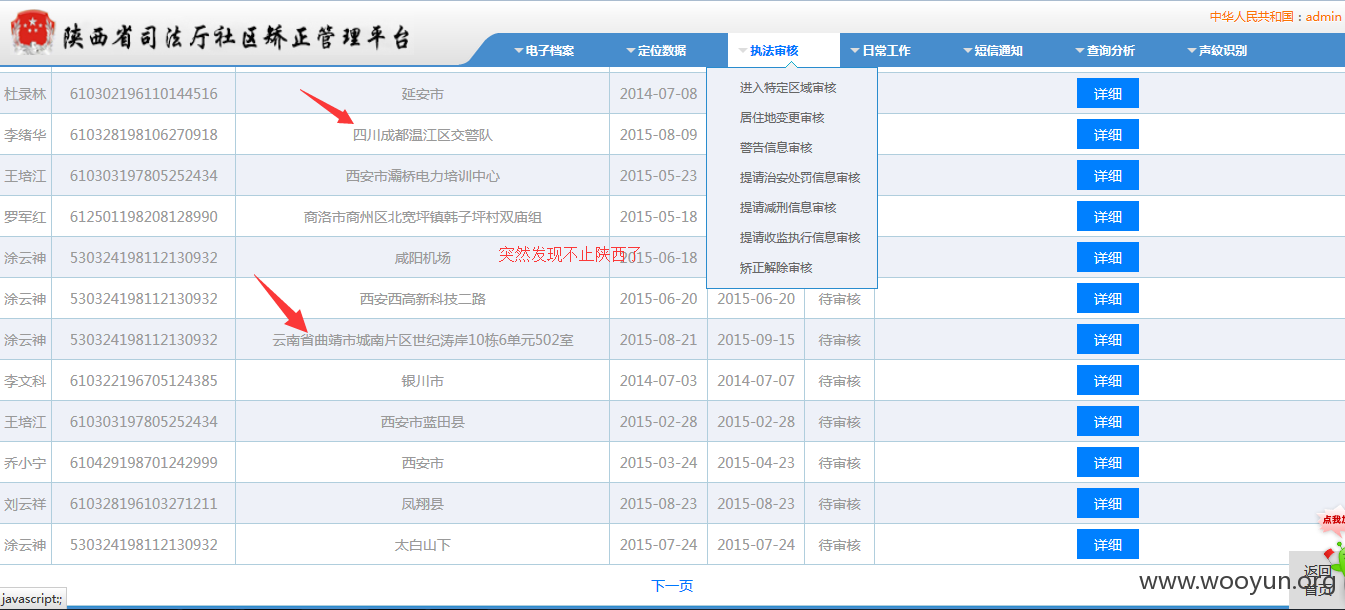 陕西省司法厅社区矫正管理平台
中华人民共和国：admin
电子档案 定位数据 执法审核 日常工作 短信通知 查询分析 声纹识别
进入特定区域审核
居住地变更审核
警告信息审核
提请治安处罚信息审核
提请减刑信息审核
提请收监执行信息审核
矫正解除审核
杜录林 610302196110144516 延安市 2014-07-08 详细
李绪华 610328198106270918 四川成都温江区交警队 2015-08-09 详细
王培江 610303197805252434 西安市灞桥电力培训中心 2015-05-23 详细
罗军红 612501198208128990 商洛市商州区北宽坪镇韩子坪村双庙组 2015-05-18 详细
涂云神 530324198112130932 咸阳机场 2015-06-18 详细
突然发现不止陕西了
涂云神 530324198112130932 西安西高新科技二路 2015-06-20 2015-06-20 待审核 详细
涂云神 530324198112130932 云南省曲靖市城南片区世纪涛岸10栋6单元502室 2015-08-21 2015-09-15 待审核 详细
李文科 610322196705124385 银川市 2014-07-03 2014-07-07 待审核 详细
王培江 610303197805252434 西安市蓝田县 2015-02-28 2015-02-28 待审核 详细
乔小宁 610429198701242999 西安市 2015-03-24 2015-04-23 待审核 详细
刘云祥 610328196103271211 凤翔县 2015-08-23 2015-08-23 待审核 详细
涂云神 530324198112130932 太白山下 2015-07-24 2015-07-24 待审核 详细
下一页
点我
返回
首页
www.wooyun.org
javascript:;